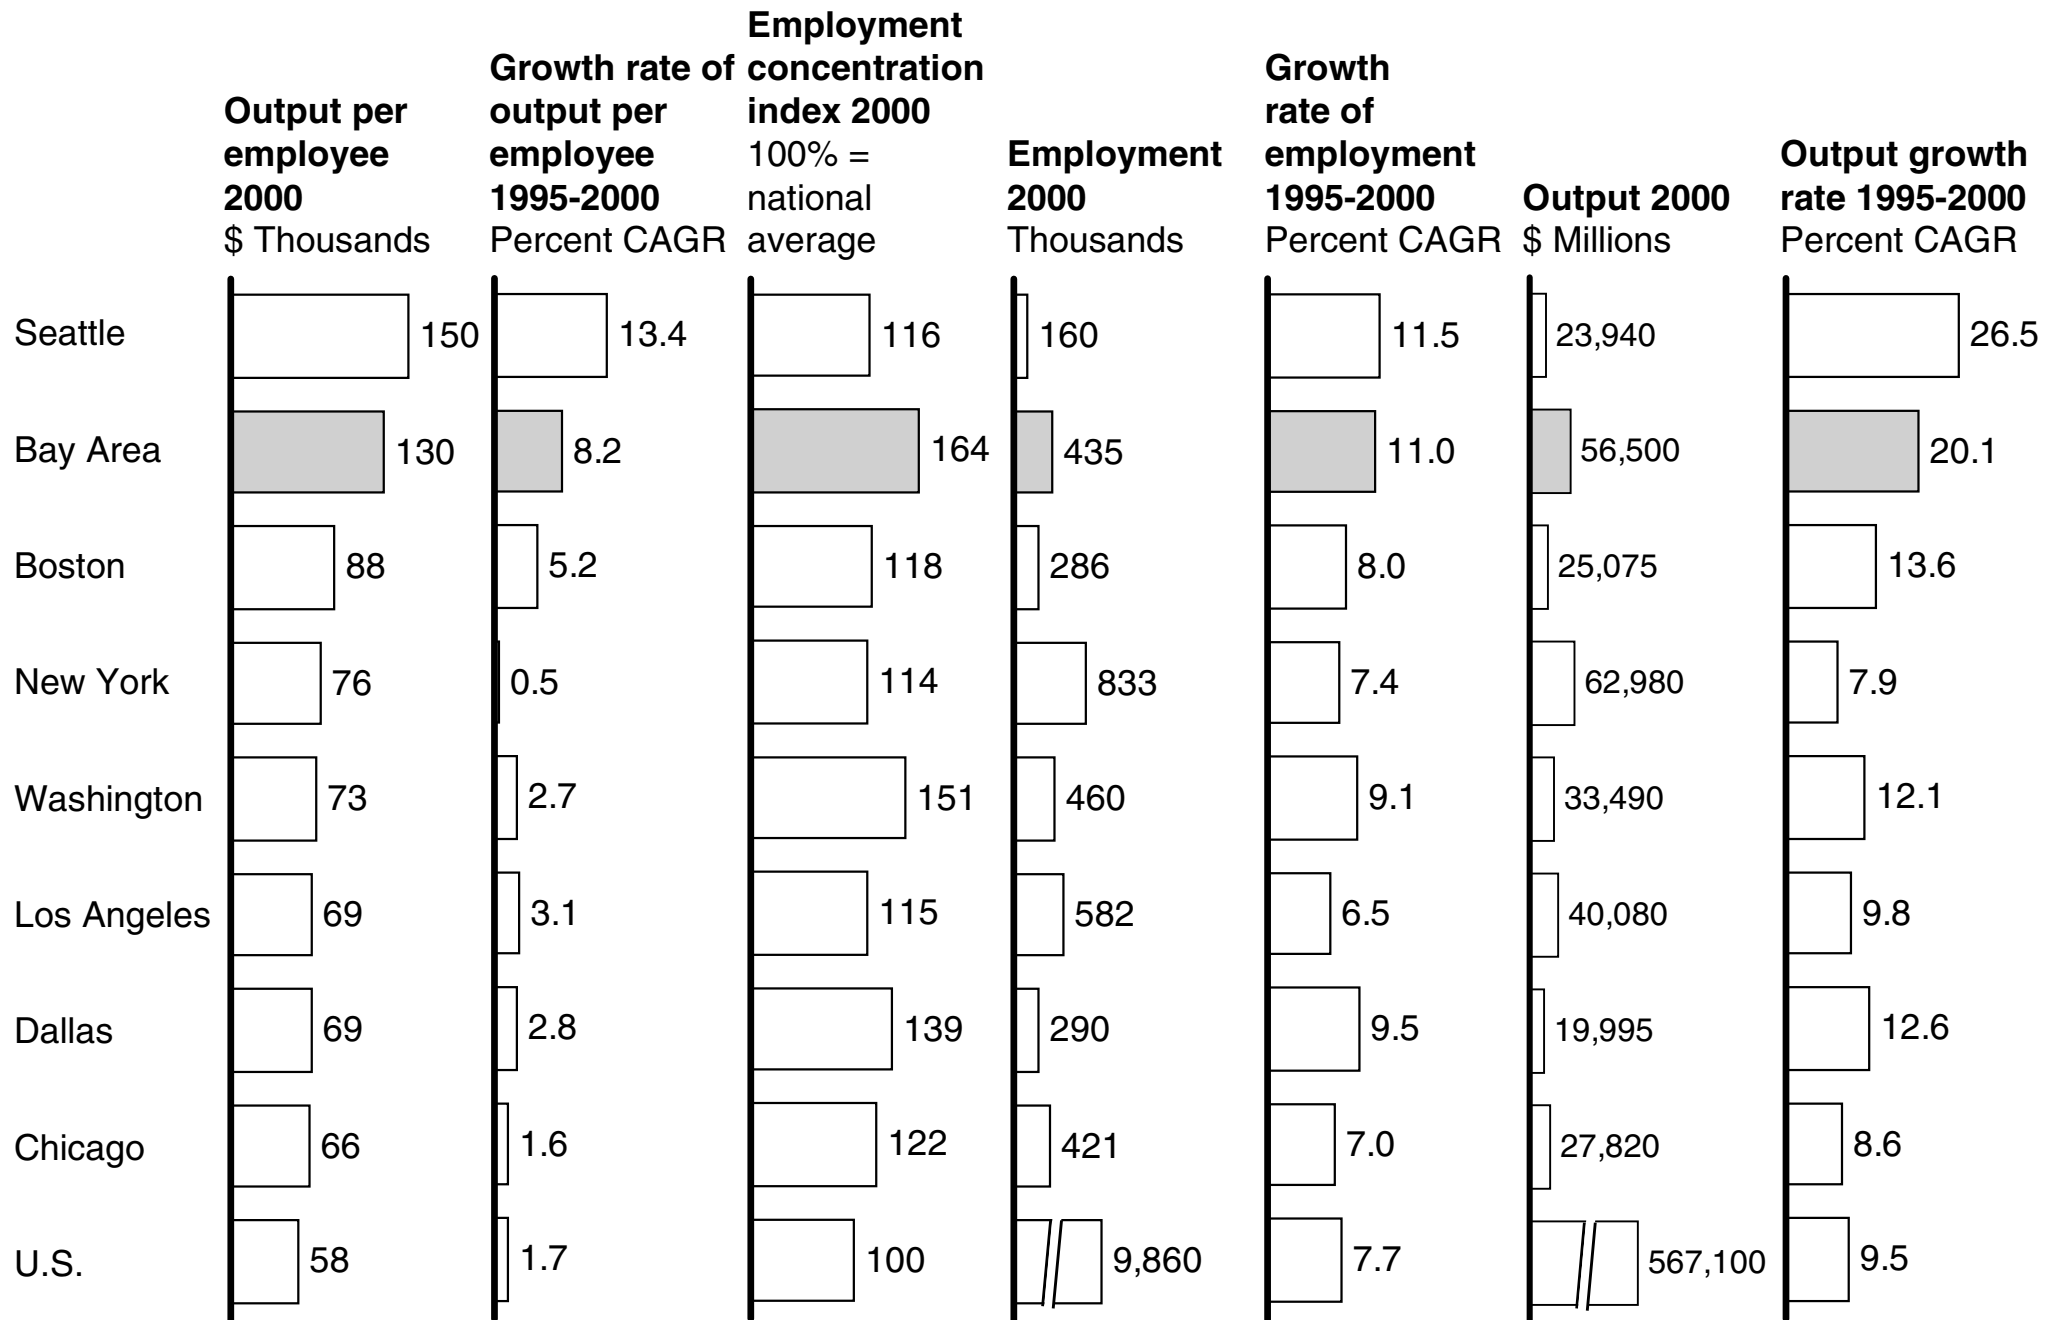 Output per
employee
2000
$ Thousands
Growth rate of
output per
employee
1995-2000
Percent CAGR
Employment
concentration
index 2000
100% =
national
average
Employment
2000
Thousands
Growth
rate of
employment
1995-2000
Percent CAGR
Output 2000
$ Millions
Output growth
rate 1995-2000
Percent CAGR
Seattle 150 13.4 116 160 11.5 23,940 26.5
Bay Area 130 8.2 164 435 11.0 56,500 20.1
Boston 88 5.2 118 286 8.0 25,075 13.6
New York 76 0.5 114 833 7.4 62,980 7.9
Washington 73 2.7 151 460 9.1 33,490 12.1
Los Angeles 69 3.1 115 582 6.5 40,080 9.8
Dallas 69 2.8 139 290 9.5 19,995 12.6
Chicago 66 1.6 122 421 7.0 27,820 8.6
U.S. 58 1.7 100 9,860 7.7 567,100 9.5